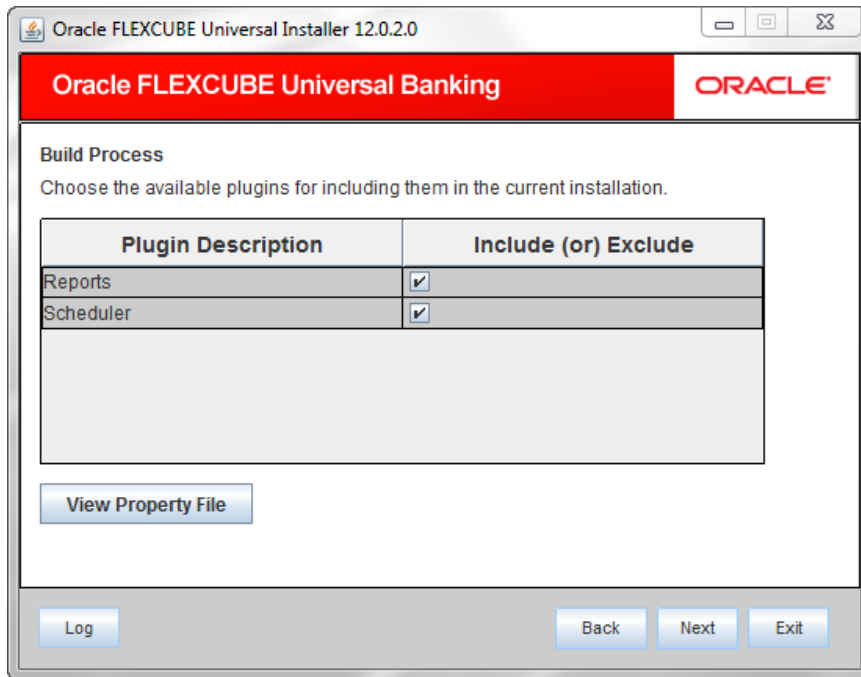 Oracle FLEXCUBE Universal Installer 12.0.2.0
Oracle FLEXCUBE Universal Banking
ORACLE
Build Process
Choose the available plugins for including them in the current installation.
Plugin Description Include (or) Exclude
Reports
Scheduler
View Property File
Log Back Next Exit